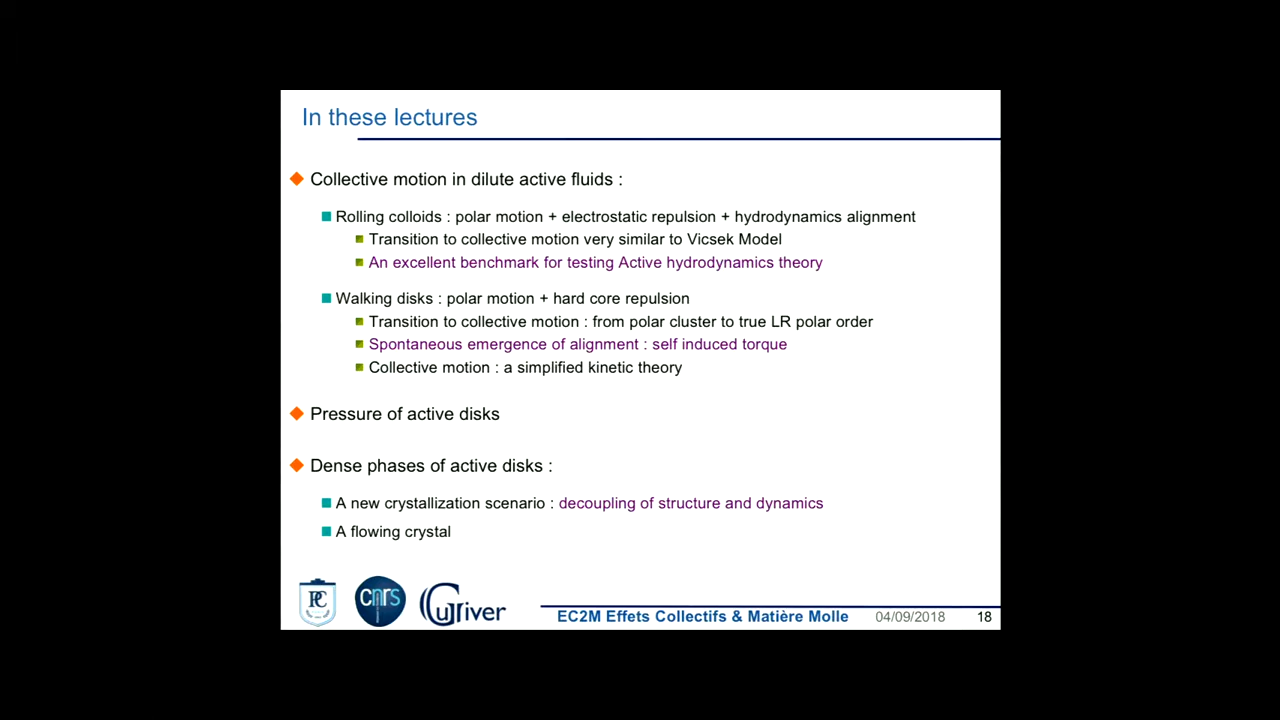 In these lectures
Collective motion in dilute active fluids :
Rolling colloids : polar motion + electrostatic repulsion + hydrodynamics alignment
Transition to collective motion very similar to Vicsek Model
An excellent benchmark for testing Active hydrodynamics theory
Walking disks : polar motion + hard core repulsion
Transition to collective motion : from polar cluster to true LR polar order
Spontaneous emergence of alignment : self induced torque
Collective motion : a simplified kinetic theory
Pressure of active disks
Dense phases of active disks :
A new crystallization scenario : decoupling of structure and dynamics
A flowing crystal
PC
cnrs
Gulliver
EC2M Effets Collectifs & Matière Molle 04/09/2018 18